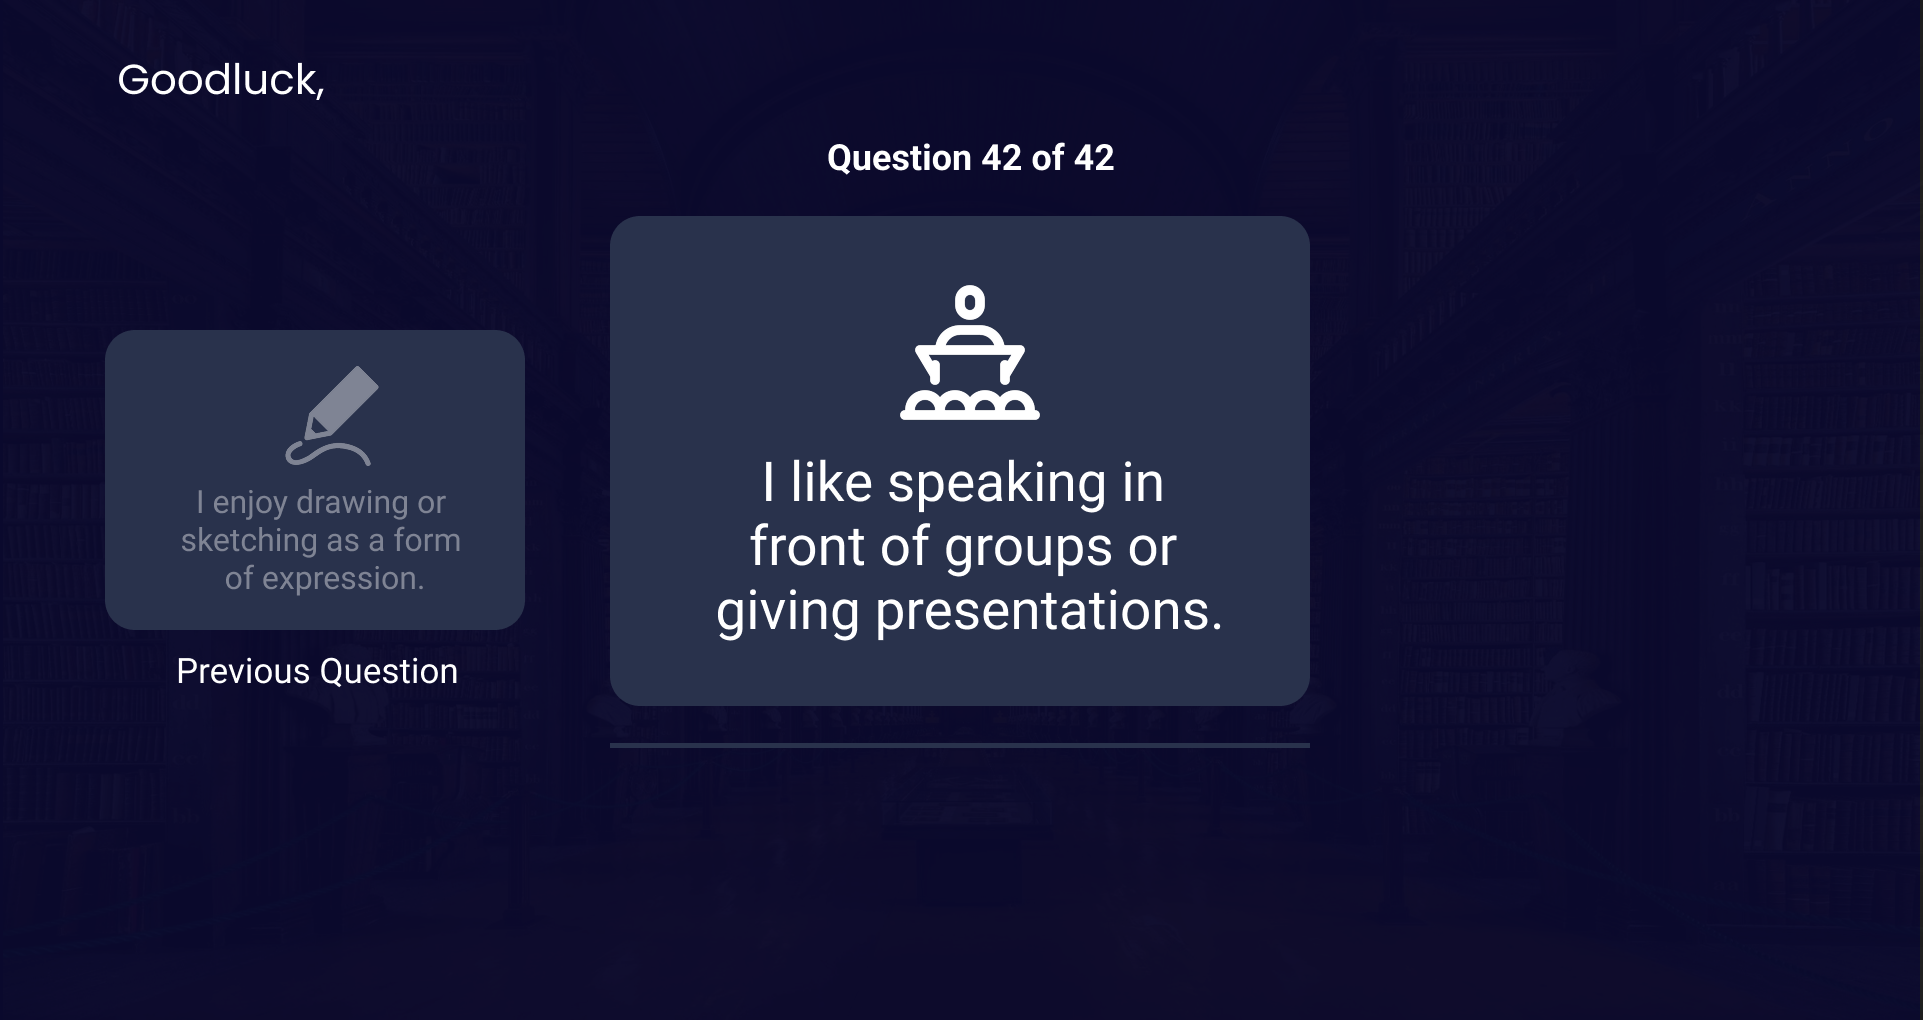 Goodluck,
Question 42 of 42
I enjoy drawing or
sketching as a form
of expression.
Previous Question
I like speaking in
front of groups or
giving presentations.